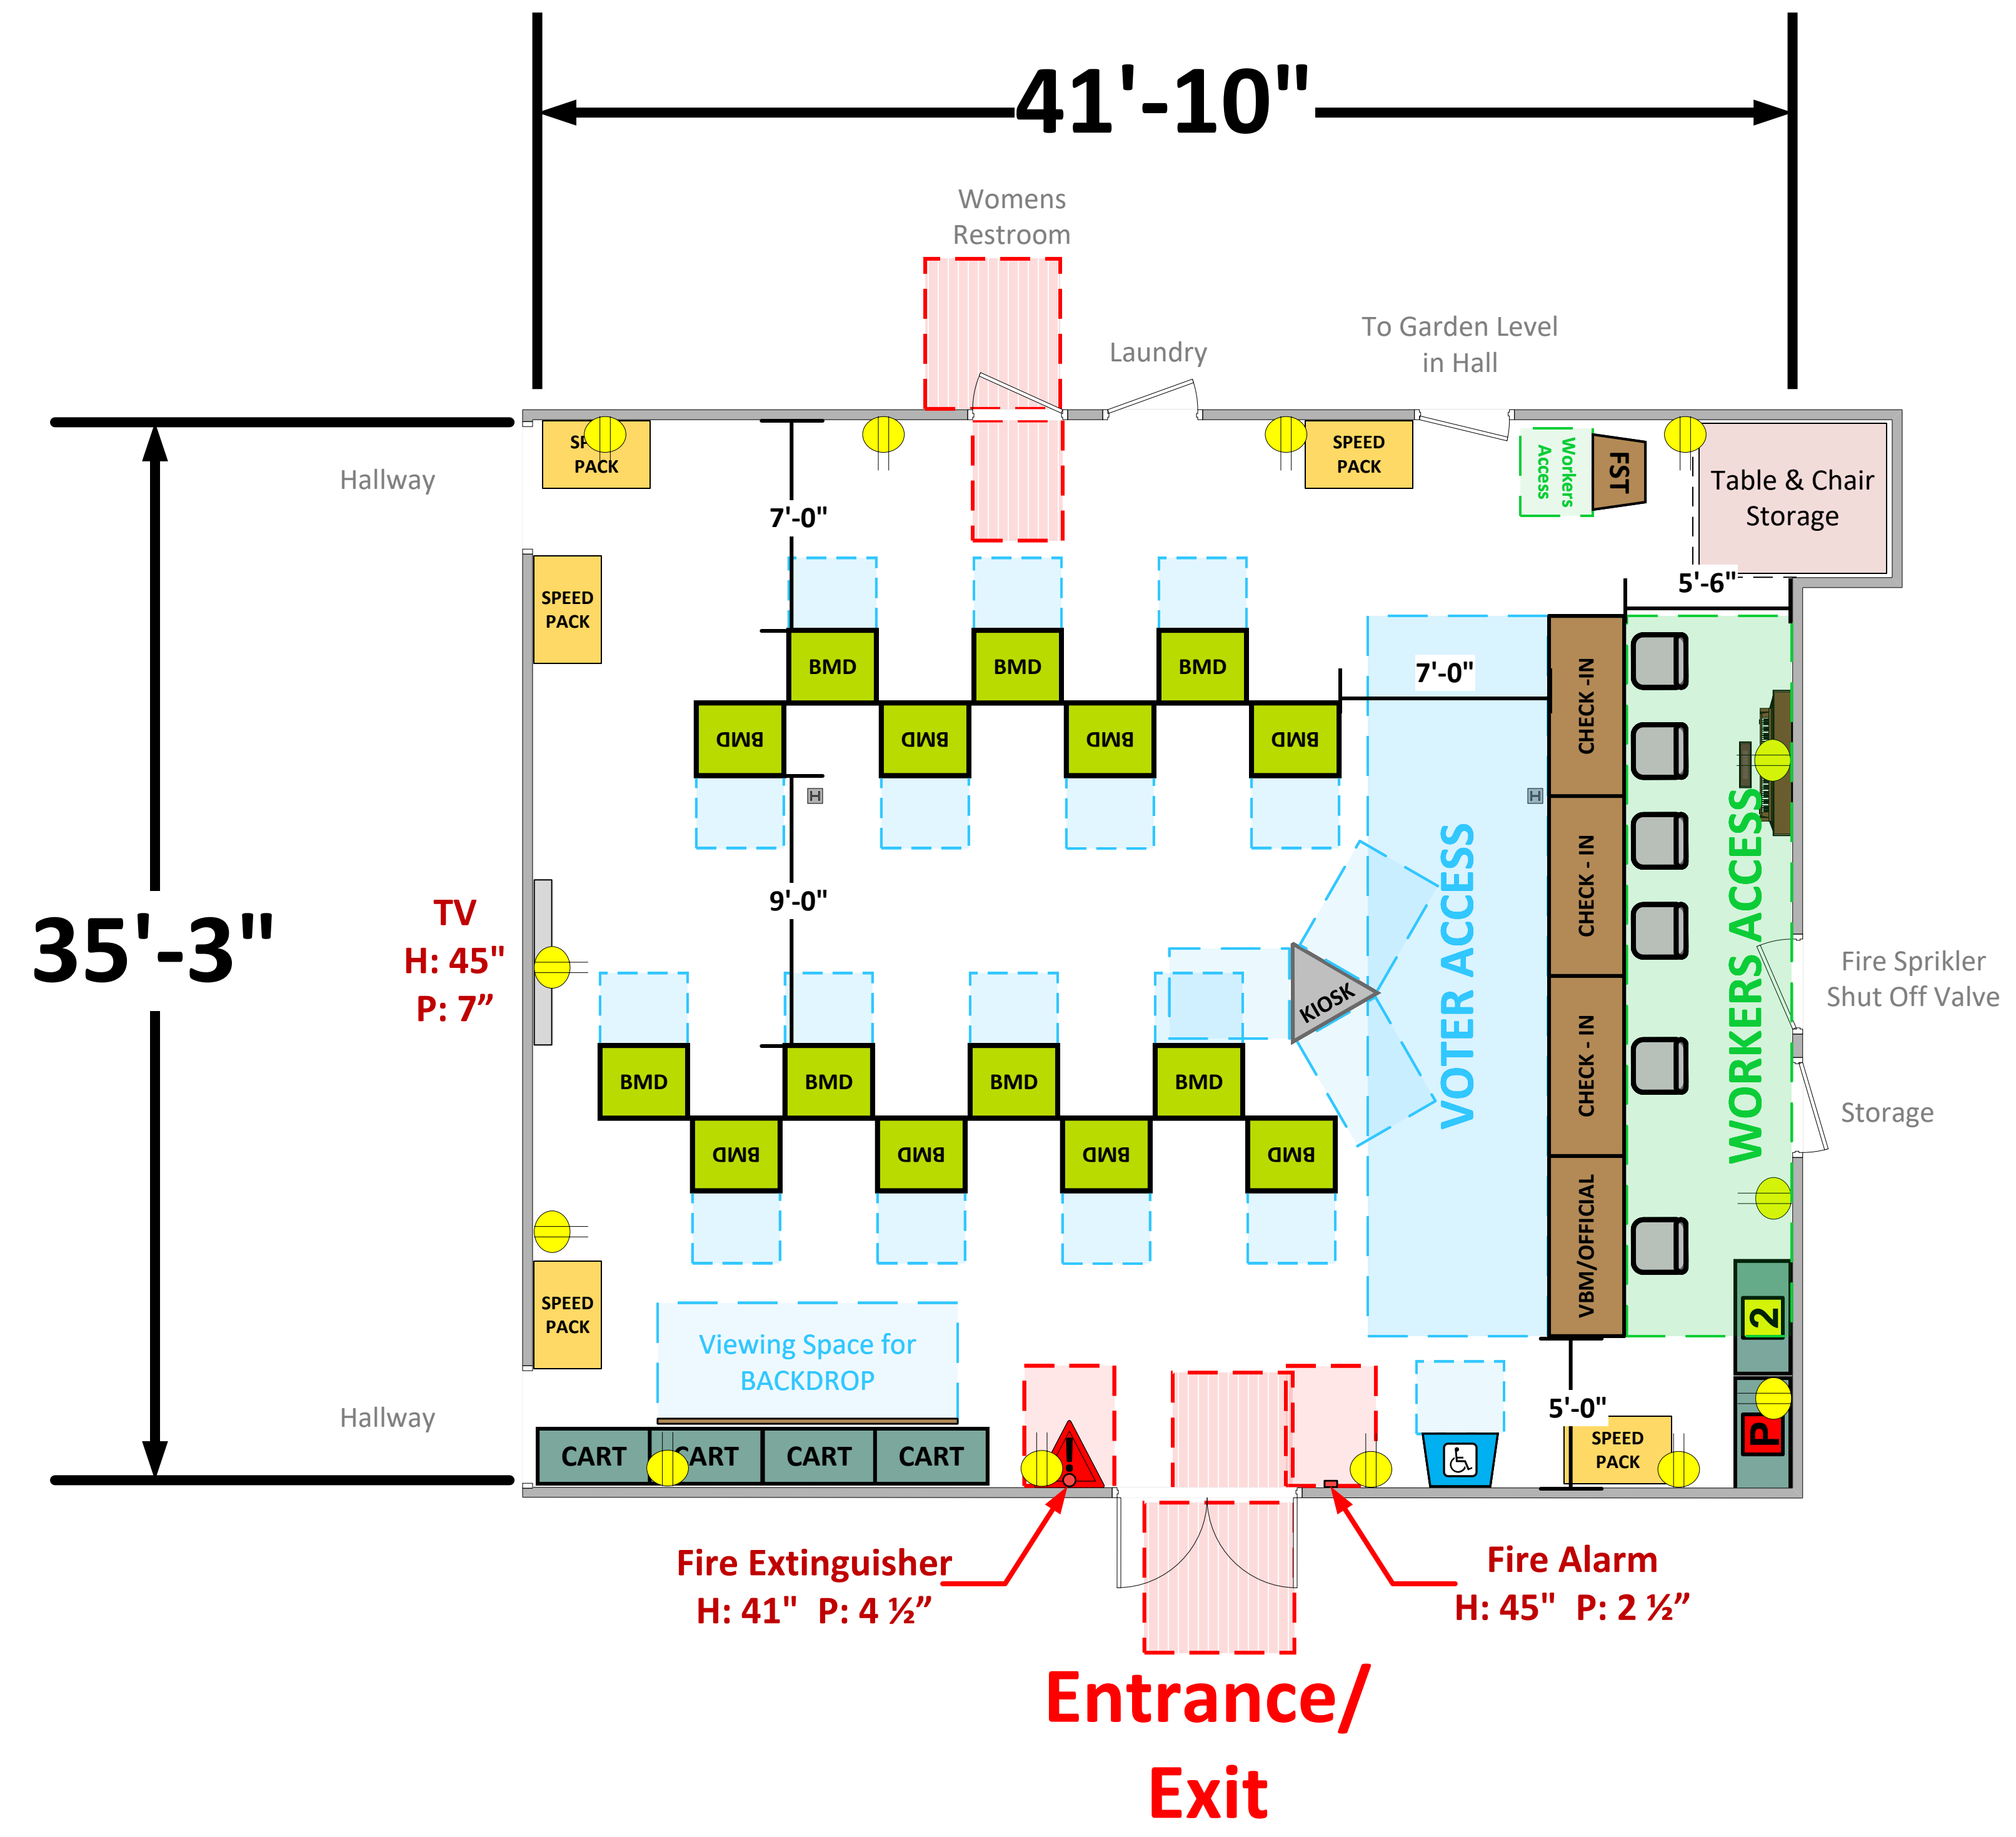 41'-10"
Womens
Restroom
Laundry
To Garden Level
in Hall
Hallway
SPEED
PACK
SPEED
PACK
Workers
Access
FST
Table & Chair
Storage
7'-0"
5'-6"
SPEED
PACK
BMD
BMD
BMD
7'-0"
CHECK -IN
BMD
BMD
BMD
BMD
H
H
35'-3"
TV
H: 45"
P: 7”
9'-0"
VOTER ACCESS
CHECK - IN
WORKERS ACCESS
Fire Sprikler
Shut Off Valve
KIOSK
BMD
BMD
BMD
BMD
CHECK - IN
Storage
BMD
BMD
BMD
BMD
VBM/OFFICIAL
SPEED
PACK
2
Viewing Space for
BACKDROP
Hallway
5'-0"
CART
CART
CART
CART
!
SPEED
PACK
P
Fire Extinguisher
H: 41"  P: 4 ½”
Fire Alarm
H: 45"  P: 2 ½”
Entrance/
Exit